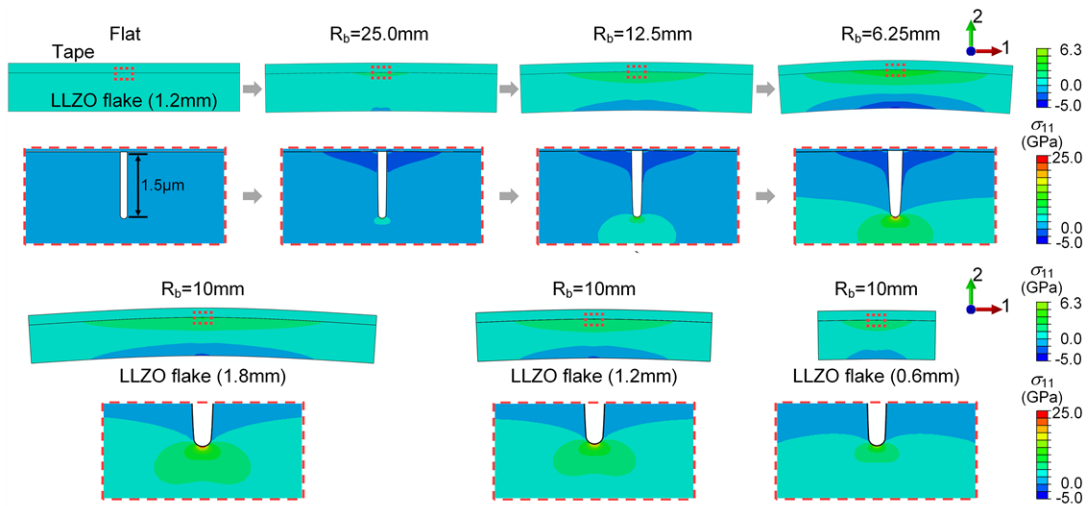 Flat
R_b=25.0mm
R_b=12.5mm
R_b=6.25mm
2
1
6.3
0.0
-5.0
Tape
LLZO flake (1.2mm)
1.5μm
σ₁₁
(GPa)
25.0
0.0
-5.0
R_b=10mm
R_b=10mm
R_b=10mm
2
1
σ₁₁
(GPa)
6.3
0.0
-5.0
LLZO flake (1.8mm)
LLZO flake (1.2mm)
LLZO flake (0.6mm)
σ₁₁
(GPa)
25.0
0.0
-5.0